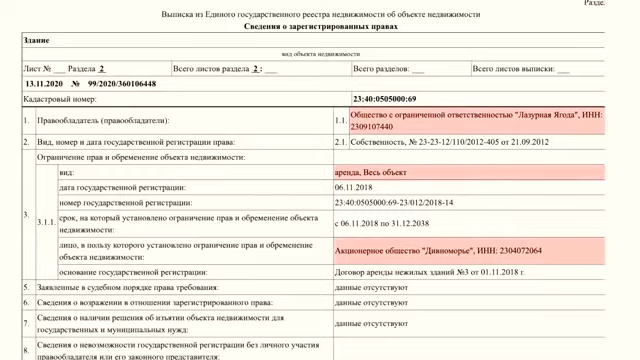 Раздел
Выписка из Единого государственного реестра недвижимости об объекте недвижимости
Сведения о зарегистрированных правах
Здание
вид объекта недвижимости
Лист № ___ Раздела 2 Всего листов раздела 2 : ___ Всего разделов: ___ Всего листов выписки: ___
13.11.2020 № 99/2020/360106448
Кадастровый номер: 23:40:0505000:69
1. Правообладатель (правообладатели): 1.1. Общество с ограниченной ответственностью "Лазурная Ягода", ИНН:
2309107440
2. Вид, номер и дата государственной регистрации права: 2.1. Собственность, № 23-23-12/110/2012-405 от 21.09.2012
Ограничение прав и обременение объекта недвижимости:
3. 3.1.1. вид: аренда, Весь объект
дата государственной регистрации: 06.11.2018
номер государственной регистрации: 23:40:0505000:69-23/012/2018-14
срок, на который установлено ограничение прав и обременение объекта
недвижимости: с 06.11.2018 по 31.12.2038
лицо, в пользу которого установлено ограничение прав и обременение
объекта недвижимости: Акционерное общество "Дивноморье", ИНН: 2304072064
основание государственной регистрации: Договор аренды нежилых зданий №3 от 01.11.2018 г.
5. Заявленные в судебном порядке права требования: данные отсутствуют
6. Сведения о возражении в отношении зарегистрированного права: данные отсутствуют
7. Сведения о наличии решения об изъятии объекта недвижимости для
государственных и муниципальных нужд: данные отсутствуют
8. Сведения о невозможности государственной регистрации без личного участия
правообладателя или его законного представителя: